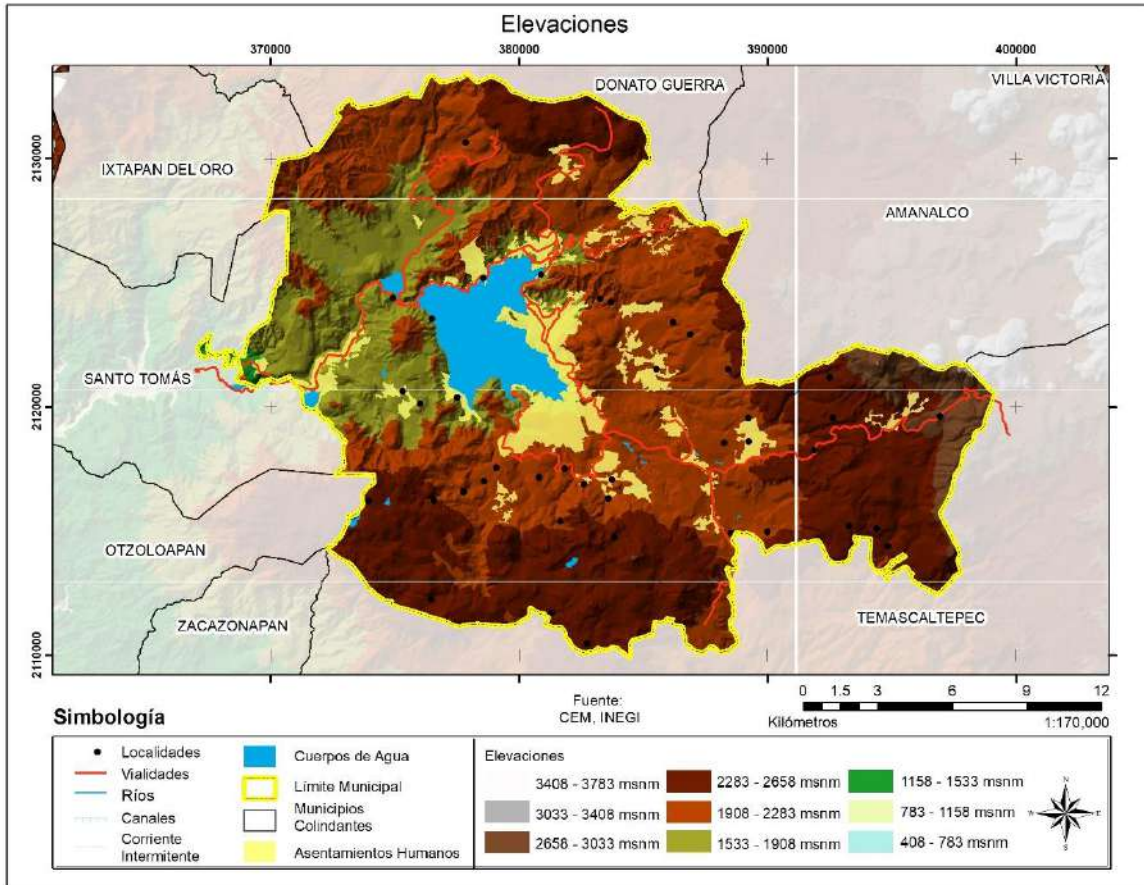 Elevaciones
370000
380000
390000
400000
2130000
2120000
2110000
DONATO GUERRA
VILLA VICTORIA
IXTAPAN DEL ORO
AMANALCO
SANTO TOMÁS
OTZOLOAPAN
ZACAZONAPAN
TEMASCALTEPEC
Fuente:
CEM, INEGI
0 1.5 3 6 9 12
Kilómetros
1:170,000
Simbología
Localidades
Vialidades
Ríos
Canales
Corriente
Intermitente
Cuerpos de Agua
Límite Municipal
Municipios
Colindantes
Asentamientos Humanos
Elevaciones
3408 - 3783 msnm
3033 - 3408 msnm
2658 - 3033 msnm
2283 - 2658 msnm
1908 - 2283 msnm
1533 - 1908 msnm
1158 - 1533 msnm
783 - 1158 msnm
408 - 783 msnm
N
W
E
S